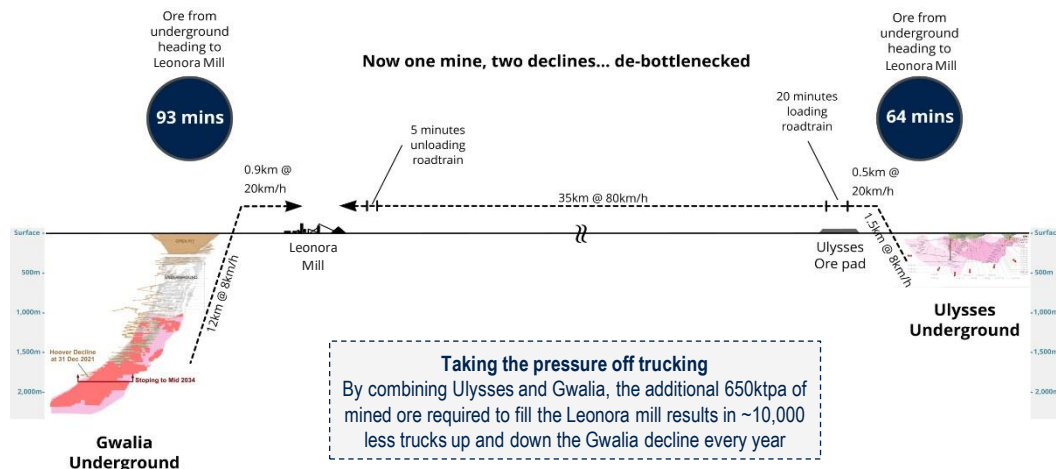 Ore from
underground
heading to
Leonora Mill
93 mins
Now one mine, two declines... de-bottlenecked
Ore from
underground
heading to
Leonora Mill
64 mins
5 minutes
unloading
roadtrain
20 minutes
loading
roadtrain
0.9km @
20km/h
35km @ 80km/h
0.5km @
20km/h
1.5km @ 8km/h
12km @ 8km/h
Leonora
Mill
Ulysses
Ore pad
Surface
500m
1,000m
1,500m
2,000m
OPEN PIT
UNDERGROUND
Hoover Decline
at 31 Dec 2021
Stoping to Mid 2034
Gwalia
Underground
Surface
500m
1,000m
1,500m
2,000m
Ulysses
Underground
Taking the pressure off trucking
By combining Ulysses and Gwalia, the additional 650ktpa of
mined ore required to fill the Leonora mill results in ~10,000
less trucks up and down the Gwalia decline every year